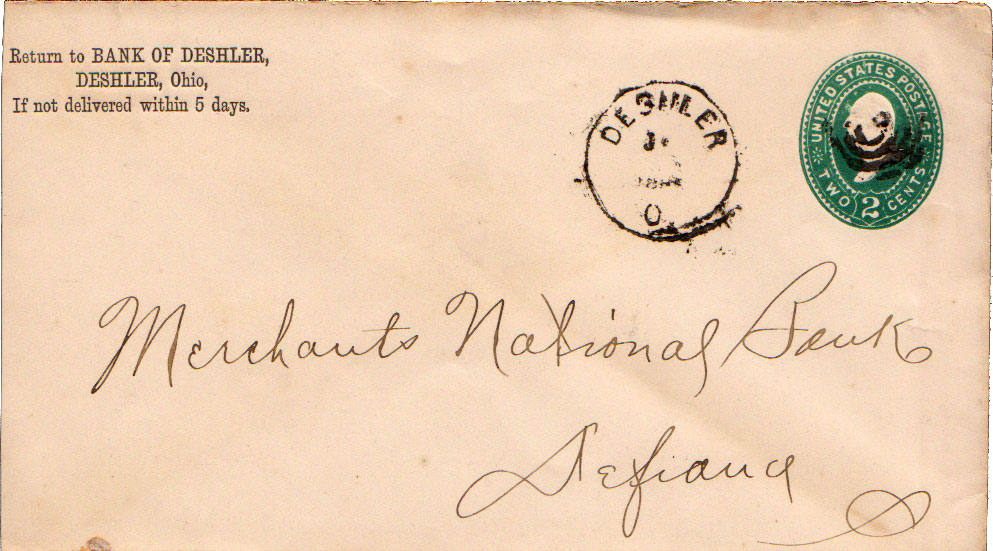 Return to BANK OF DESHLER,
DESHLER, Ohio,
If not delivered within 5 days.
DESHLER
O.
UNITED STATES POSTAGE
TWO 2 CENTS
Merchants National Bank
Defiance
O